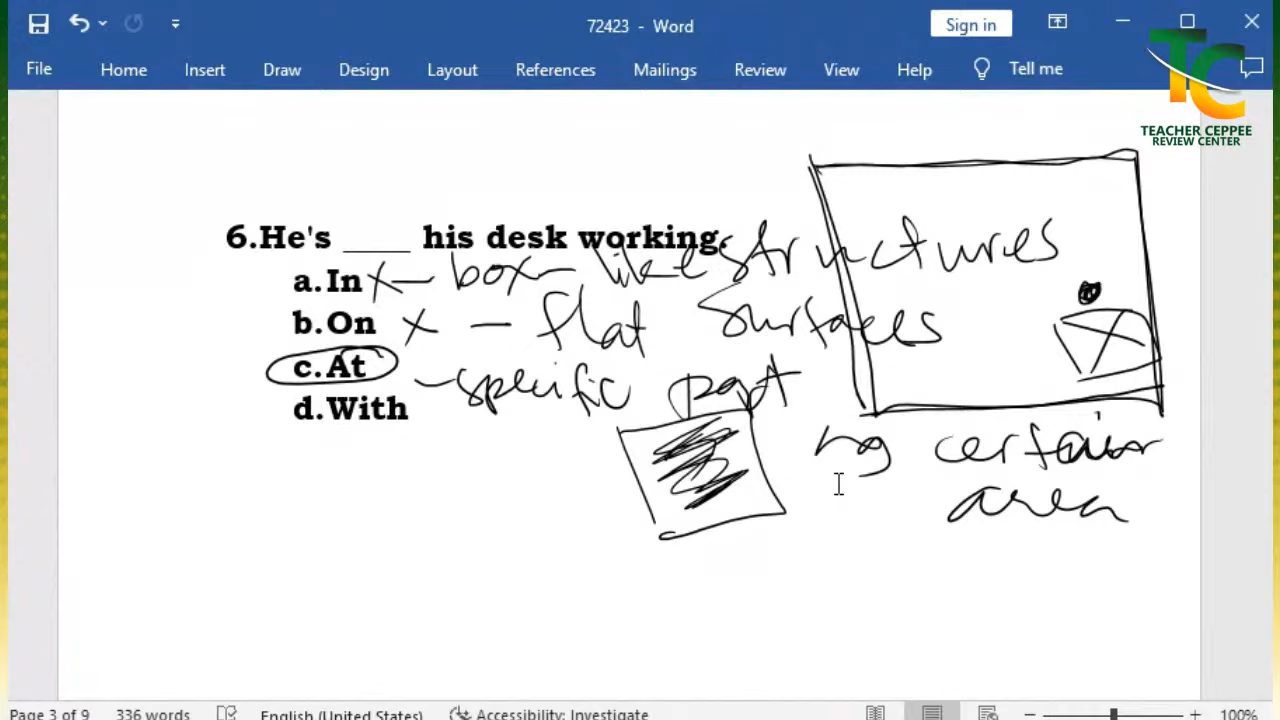 72423 - Word
Sign in
File Home Insert Draw Design Layout References Mailings Review View Help Tell me
TC
TEACHER CEPPEE
REVIEW CENTER
6.He's ____ his desk working.
a.In x - box - like structures
b.On x - flat surfaces
c.At - specific part
d.With
ng certain
area
Page 3 of 9 336 words English (United States) Accessibility: Investigate 100%